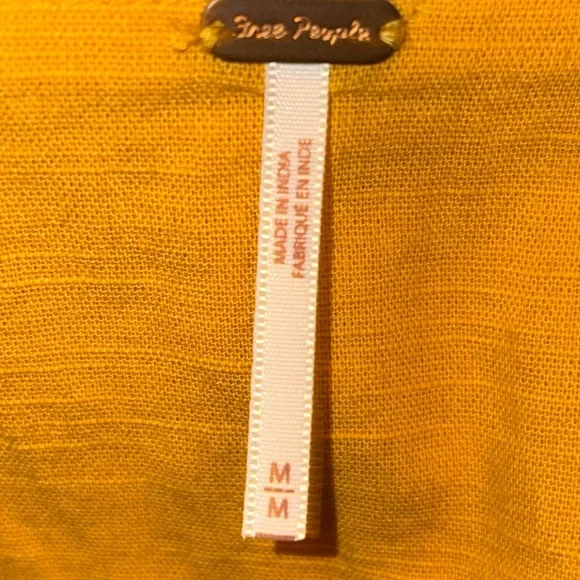 Free People
MADE IN INDIA
FABRIQUÉ EN INDE
M
M